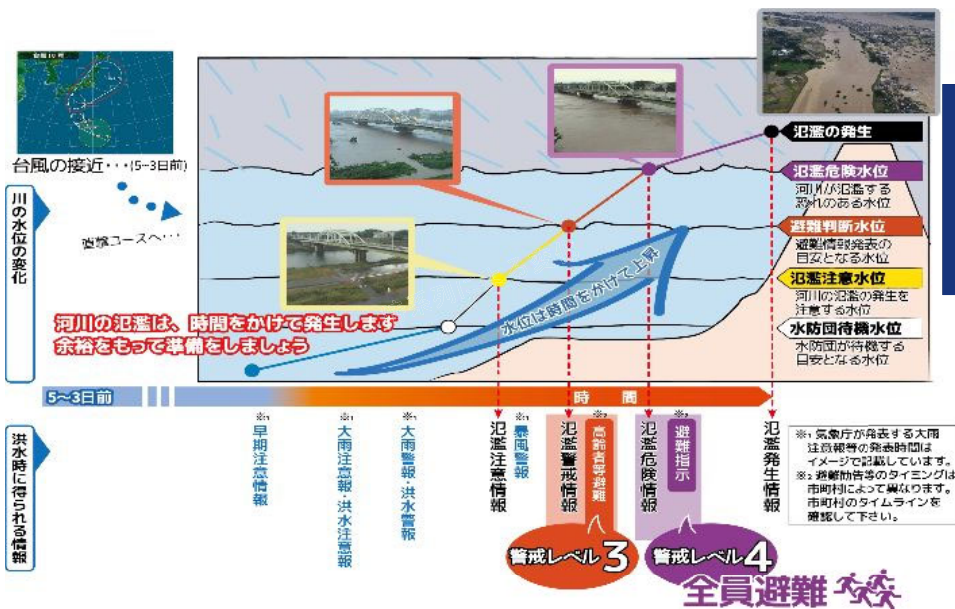 台風の接近・・・(5~3日前)
直撃コースへ・・・
川の水位の変化
河川の氾濫は、時間をかけて発生します
余裕をもって準備をしましょう
水位は時間をかけて上昇
氾濫の発生
氾濫危険水位
河川が氾濫する
恐れのある水位
避難判断水位
避難情報発表の
目安となる水位
氾濫注意水位
河川の氾濫の発生を
注意する水位
水防団待機水位
水防団が待機する
目安となる水位
5~3日前
時間
洪水時に得られる情報
※1
早期注意情報
※1
大雨注意報・洪水注意報
※1
大雨警報・洪水警報
氾濫注意情報
※1
暴風警報
氾濫警戒情報
※2
高齢者等避難
氾濫危険情報
※2
避難指示
氾濫発生情報
警戒レベル3
警戒レベル4
全員避難
※1 気象庁が発表する大雨
注意報等の発表時間は
イメージで記載しています。
※2 避難勧告等のタイミングは
市町村によって異なります。
市町村のタイムラインを
確認して下さい。